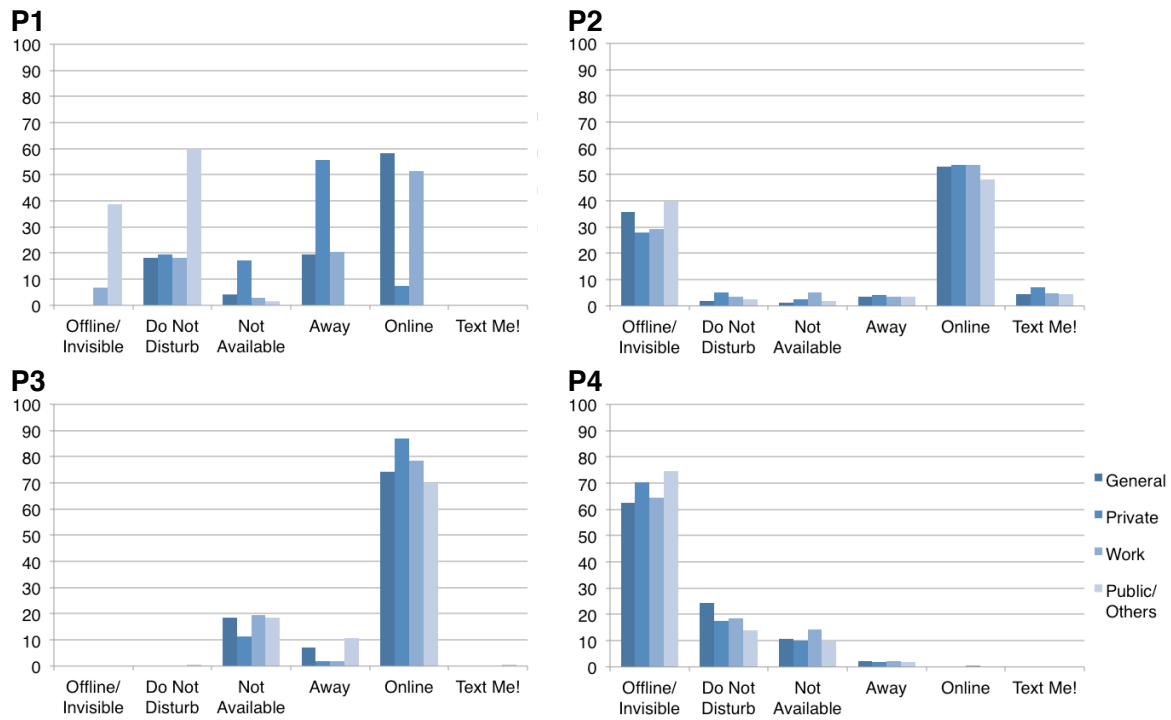 P1
100
90
80
70
60
50
40
30
20
10
0
Offline/ Do Not Not Away Online Text Me!
Invisible Disturb Available
P2
100
90
80
70
60
50
40
30
20
10
0
Offline/ Do Not Not Away Online Text Me!
Invisible Disturb Available
P3
100
90
80
70
60
50
40
30
20
10
0
Offline/ Do Not Not Away Online Text Me!
Invisible Disturb Available
P4
100
90
80
70
60
50
40
30
20
10
0
Offline/ Do Not Not Away Online Text Me!
Invisible Disturb Available
General
Private
Work
Public/
Others